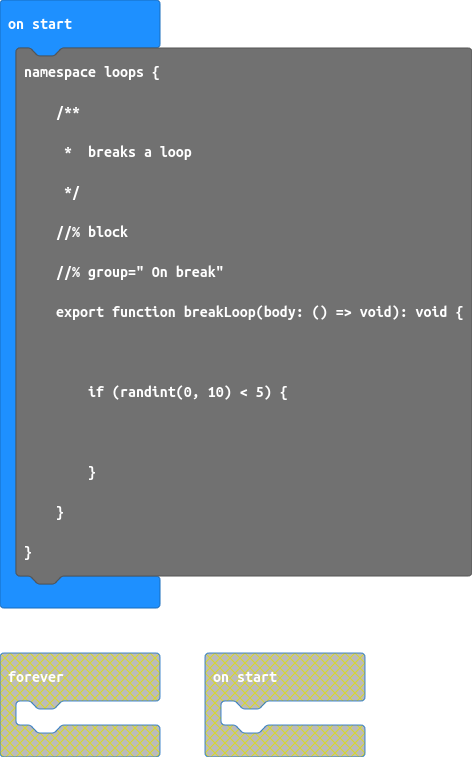 on start
namespace loops {
/**
*  breaks a loop
*/
//% block
//% group=" On break"
export function breakLoop(body: () => void): void {
if (randint(0, 10) < 5) {
}
}
}
forever
on start